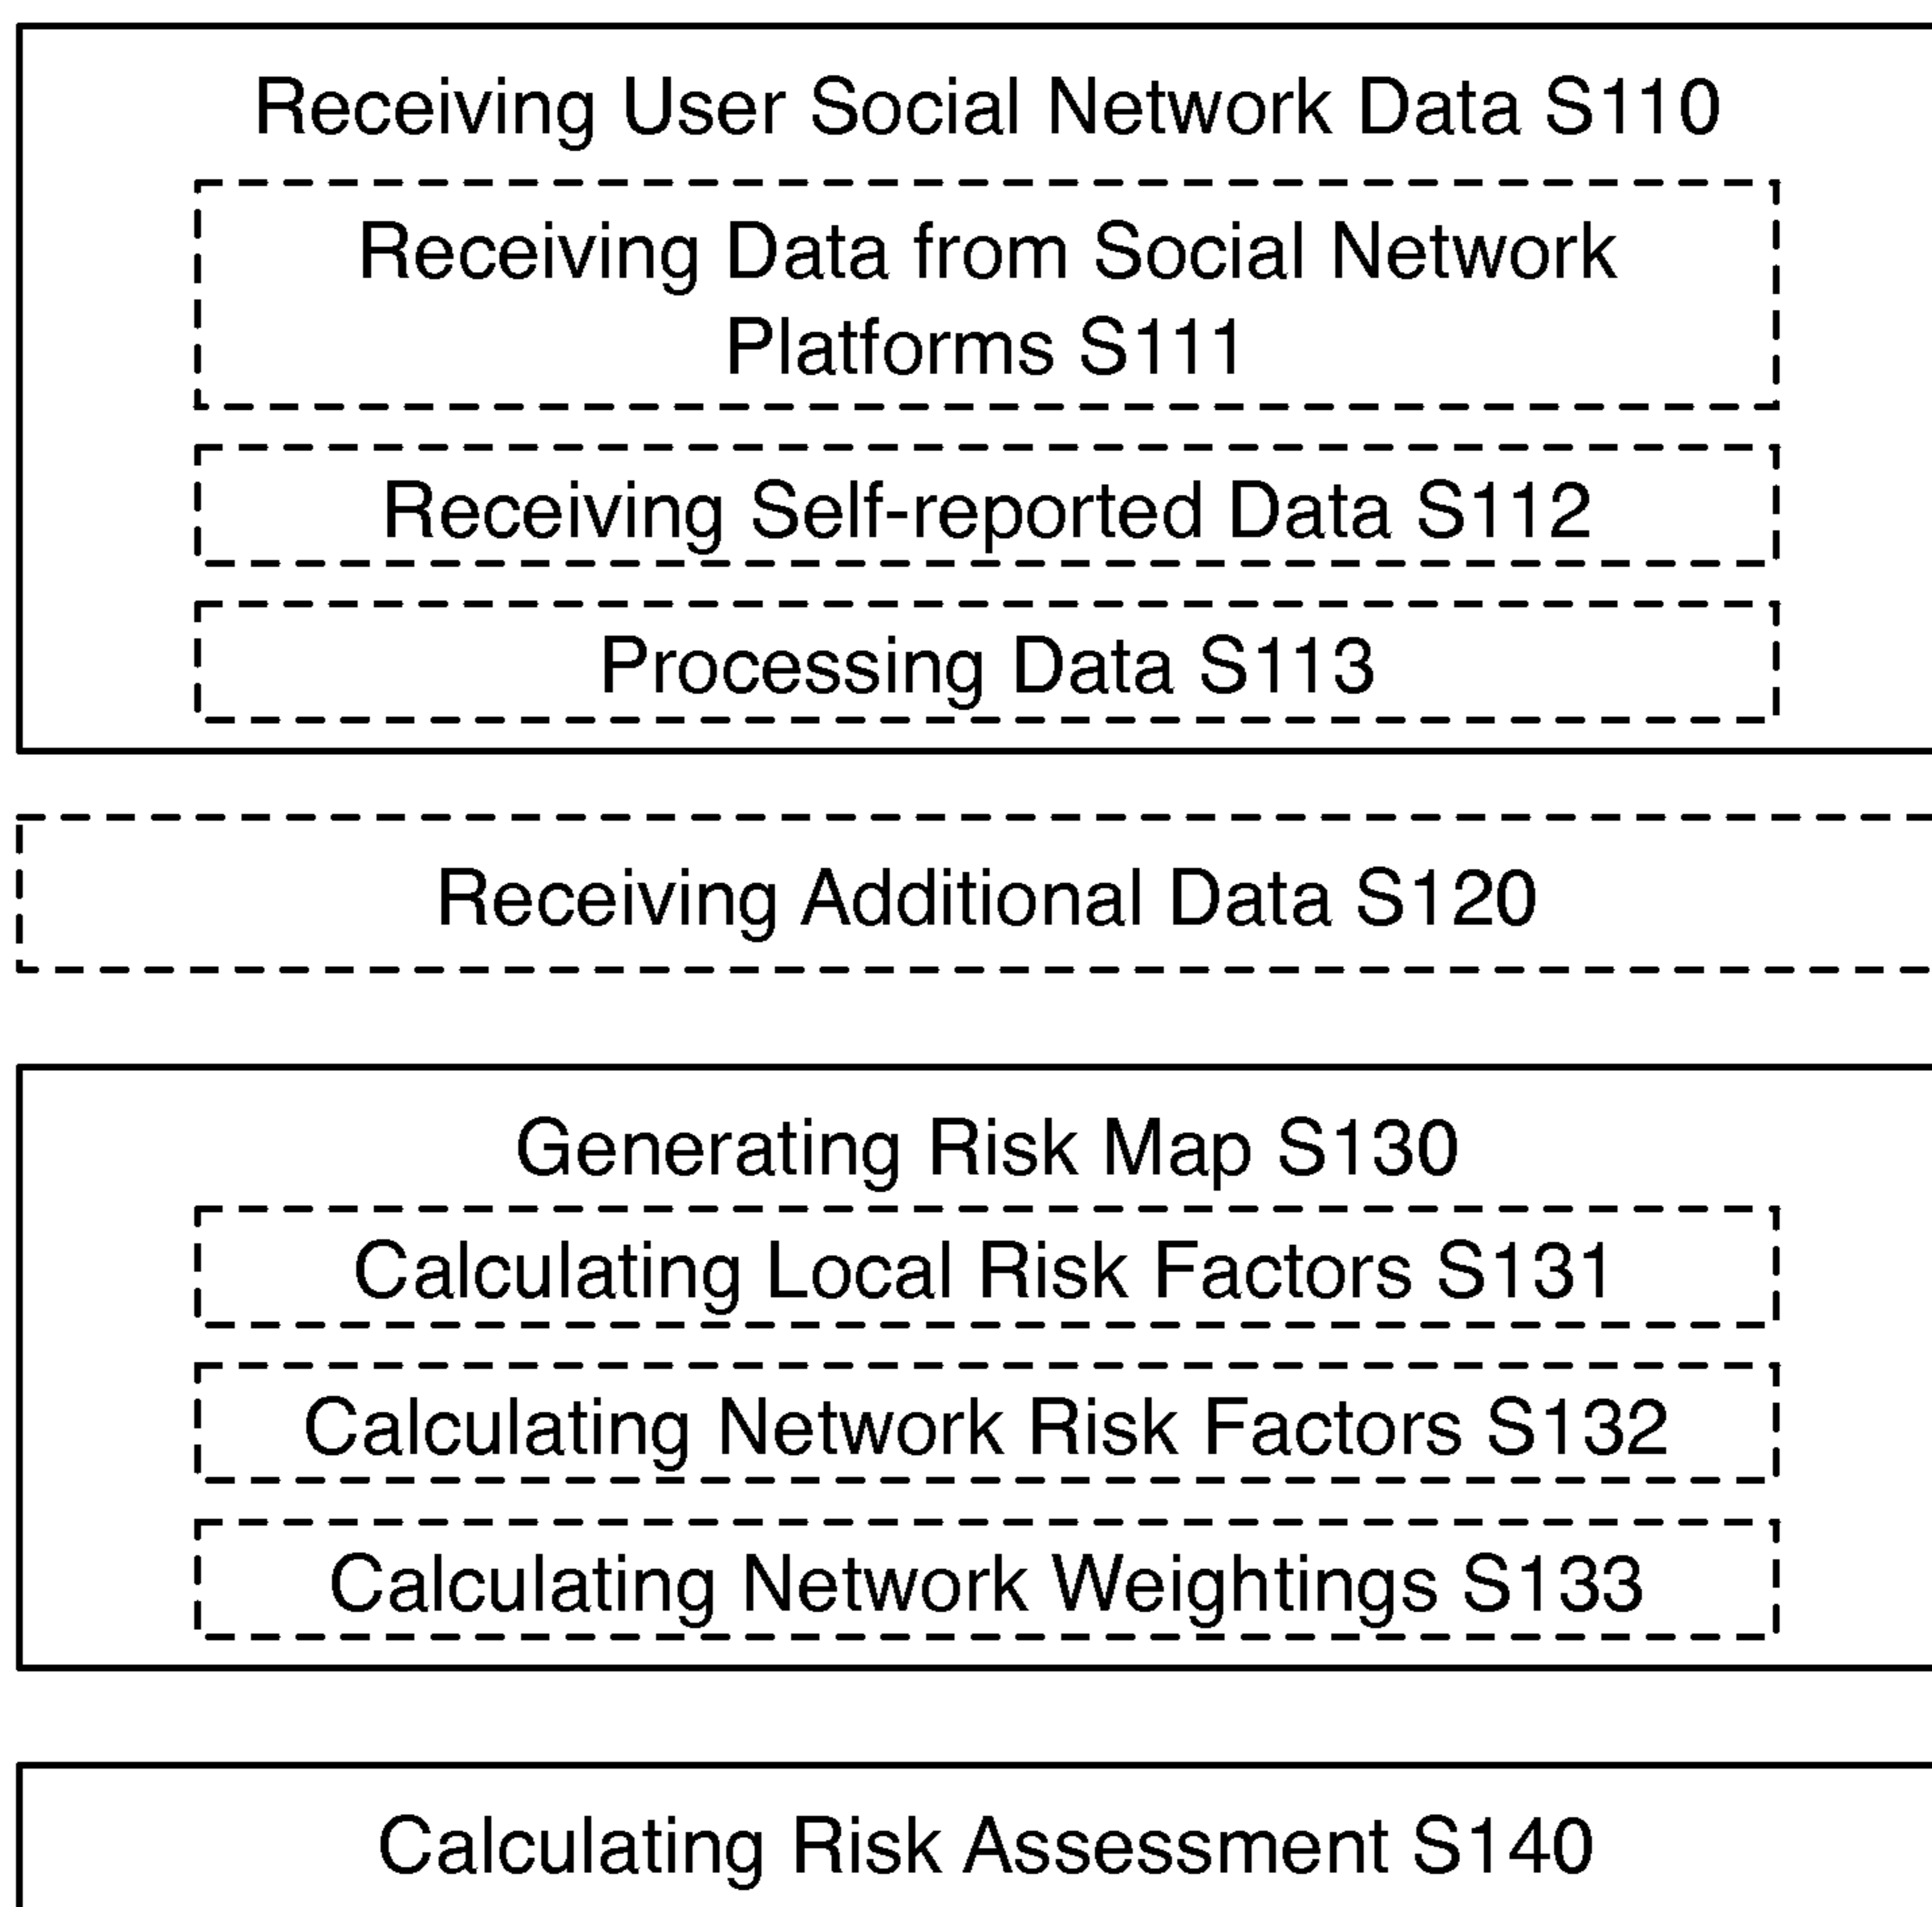 Receiving User Social Network Data S110
Receiving Data from Social Network
Platforms S111
Receiving Self-reported Data S112
Processing Data S113
Receiving Additional Data S120
Generating Risk Map S130
Calculating Local Risk Factors S131
Calculating Network Risk Factors S132
Calculating Network Weightings S133
Calculating Risk Assessment S140